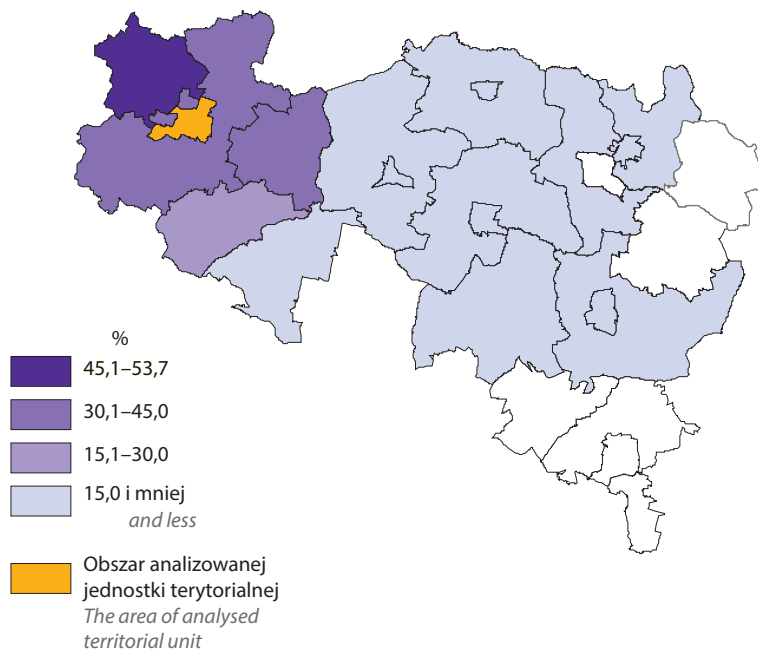 %
45,1–53,7
30,1–45,0
15,1–30,0
15,0 i mniej
and less
Obszar analizowanej
jednostki terytorialnej
The area of analysed
territorial unit